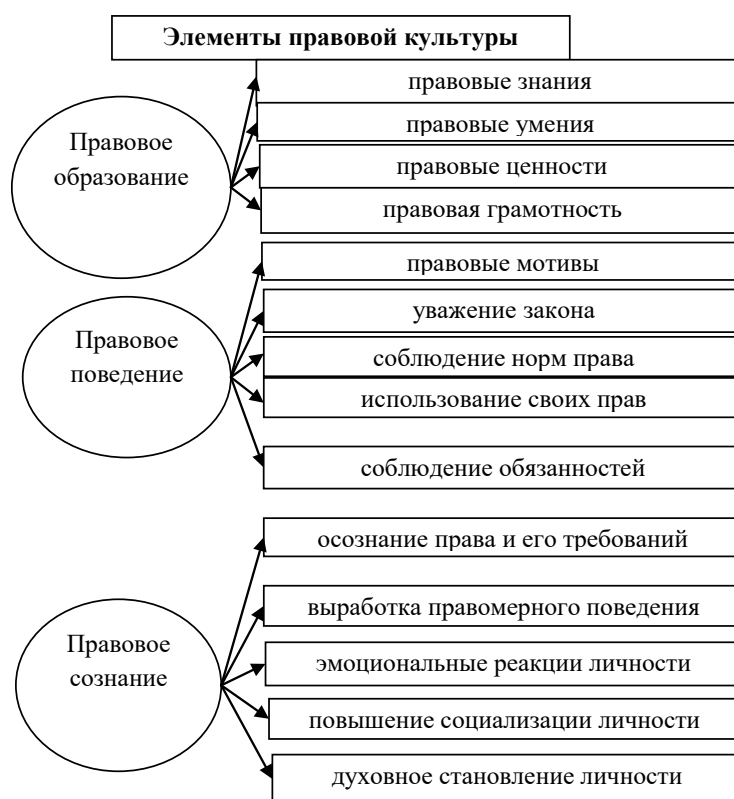 Элементы правовой культуры
Правовое
образование
правовые знания
правовые умения
правовые ценности
правовая грамотность
Правовое
поведение
правовые мотивы
уважение закона
соблюдение норм права
использование своих прав
соблюдение обязанностей
Правовое
сознание
осознание права и его требований
выработка правомерного поведения
эмоциональные реакции личности
повышение социализации личности
духовное становление личности